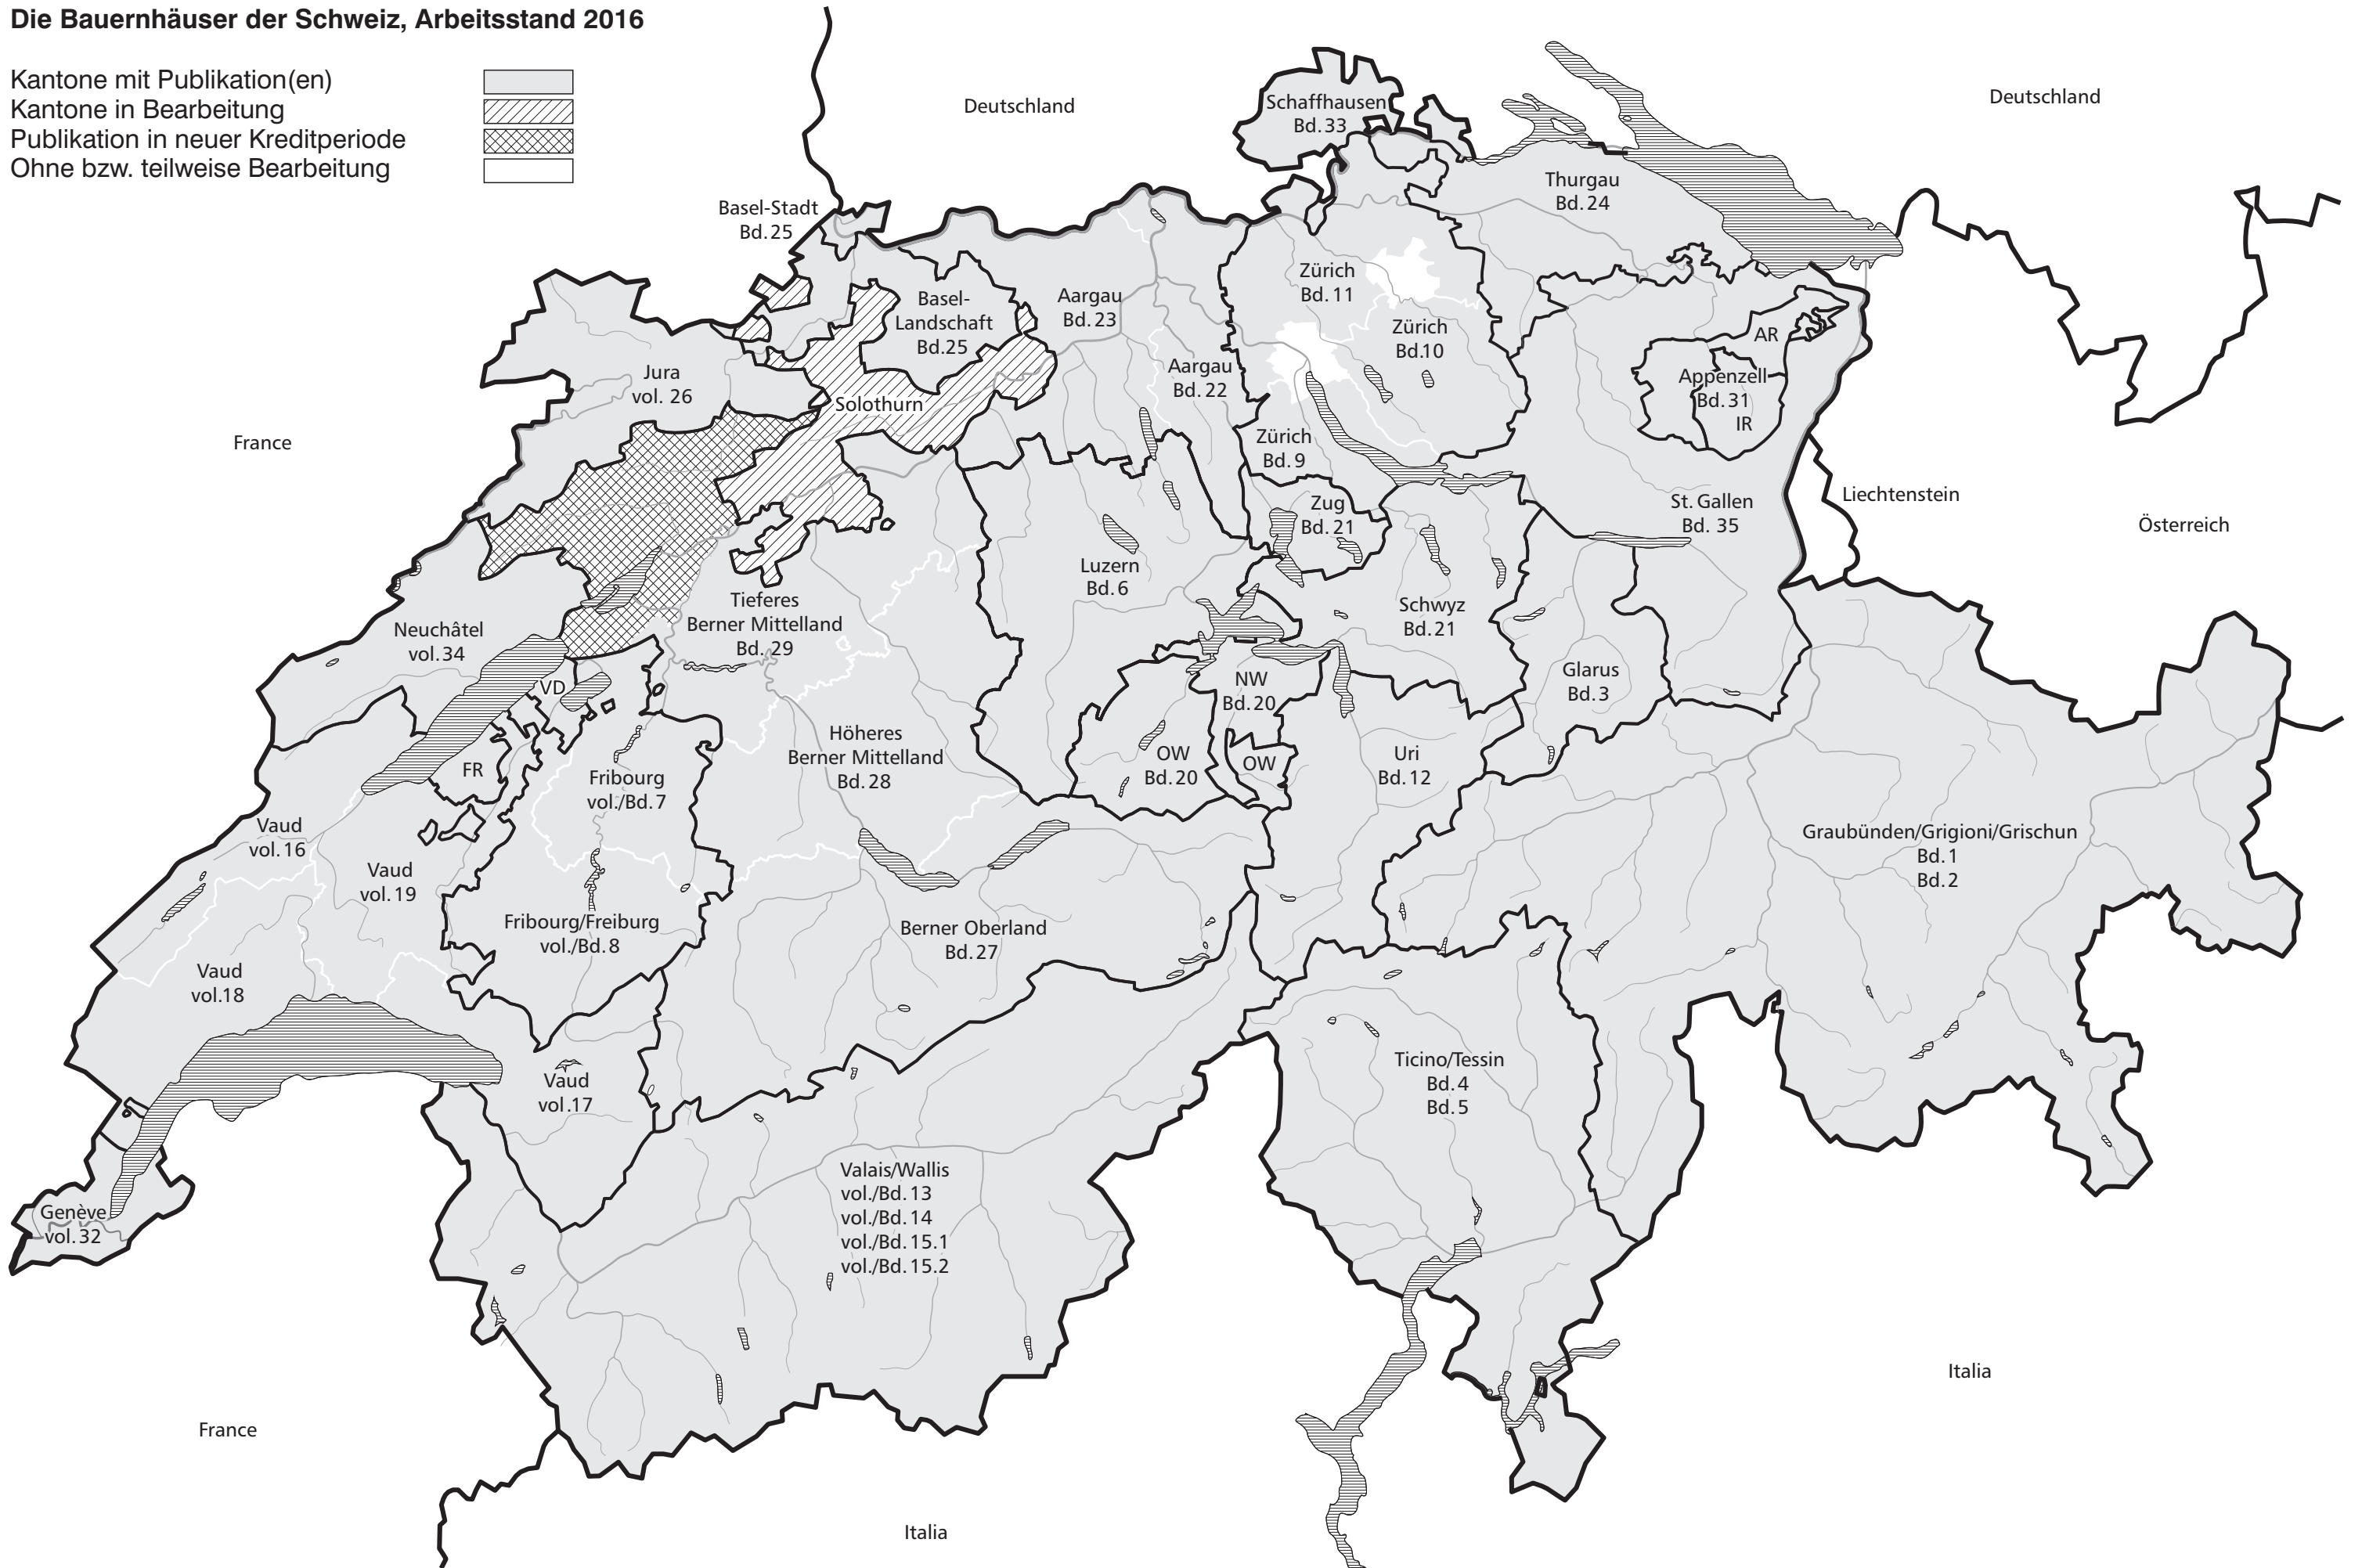 Die Bauernhäuser der Schweiz, Arbeitsstand 2016
Kantone mit Publikation(en)
Kantone in Bearbeitung
Publikation in neuer Kreditperiode
Ohne bzw. teilweise Bearbeitung
Deutschland
Deutschland
Schaffhausen
Bd.33
Thurgau
Bd.24
Basel-Stadt
Bd.25
Zürich
Bd.11
Basel-
Landschaft
Bd.25
Aargau
Bd.23
Zürich
Bd.10
AR
Aargau
Bd.22
Jura
vol. 26
Appenzell
Bd.31
IR
Solothurn
France
Zürich
Bd.9
Zug
Bd.21
St. Gallen
Bd. 35
Liechtenstein
Österreich
Luzern
Bd.6
Tieferes
Berner Mittelland
Bd. 29
Schwyz
Bd.21
Neuchâtel
vol.34
VD
NW
Bd.20
Glarus
Bd.3
Höheres
Berner Mittelland
Bd.28
OW
Bd.20
OW
Uri
Bd.12
FR
Fribourg
vol./Bd.7
Vaud
vol.16
Vaud
vol.19
Graubünden/Grigioni/Grischun
Bd.1
Bd.2
Fribourg/Freiburg
vol./Bd.8
Berner Oberland
Bd.27
Vaud
vol.18
Vaud
vol.17
Ticino/Tessin
Bd.4
Bd.5
Valais/Wallis
vol./Bd.13
vol./Bd.14
vol./Bd.15.1
vol./Bd.15.2
Genève
vol.32
Italia
France
Italia